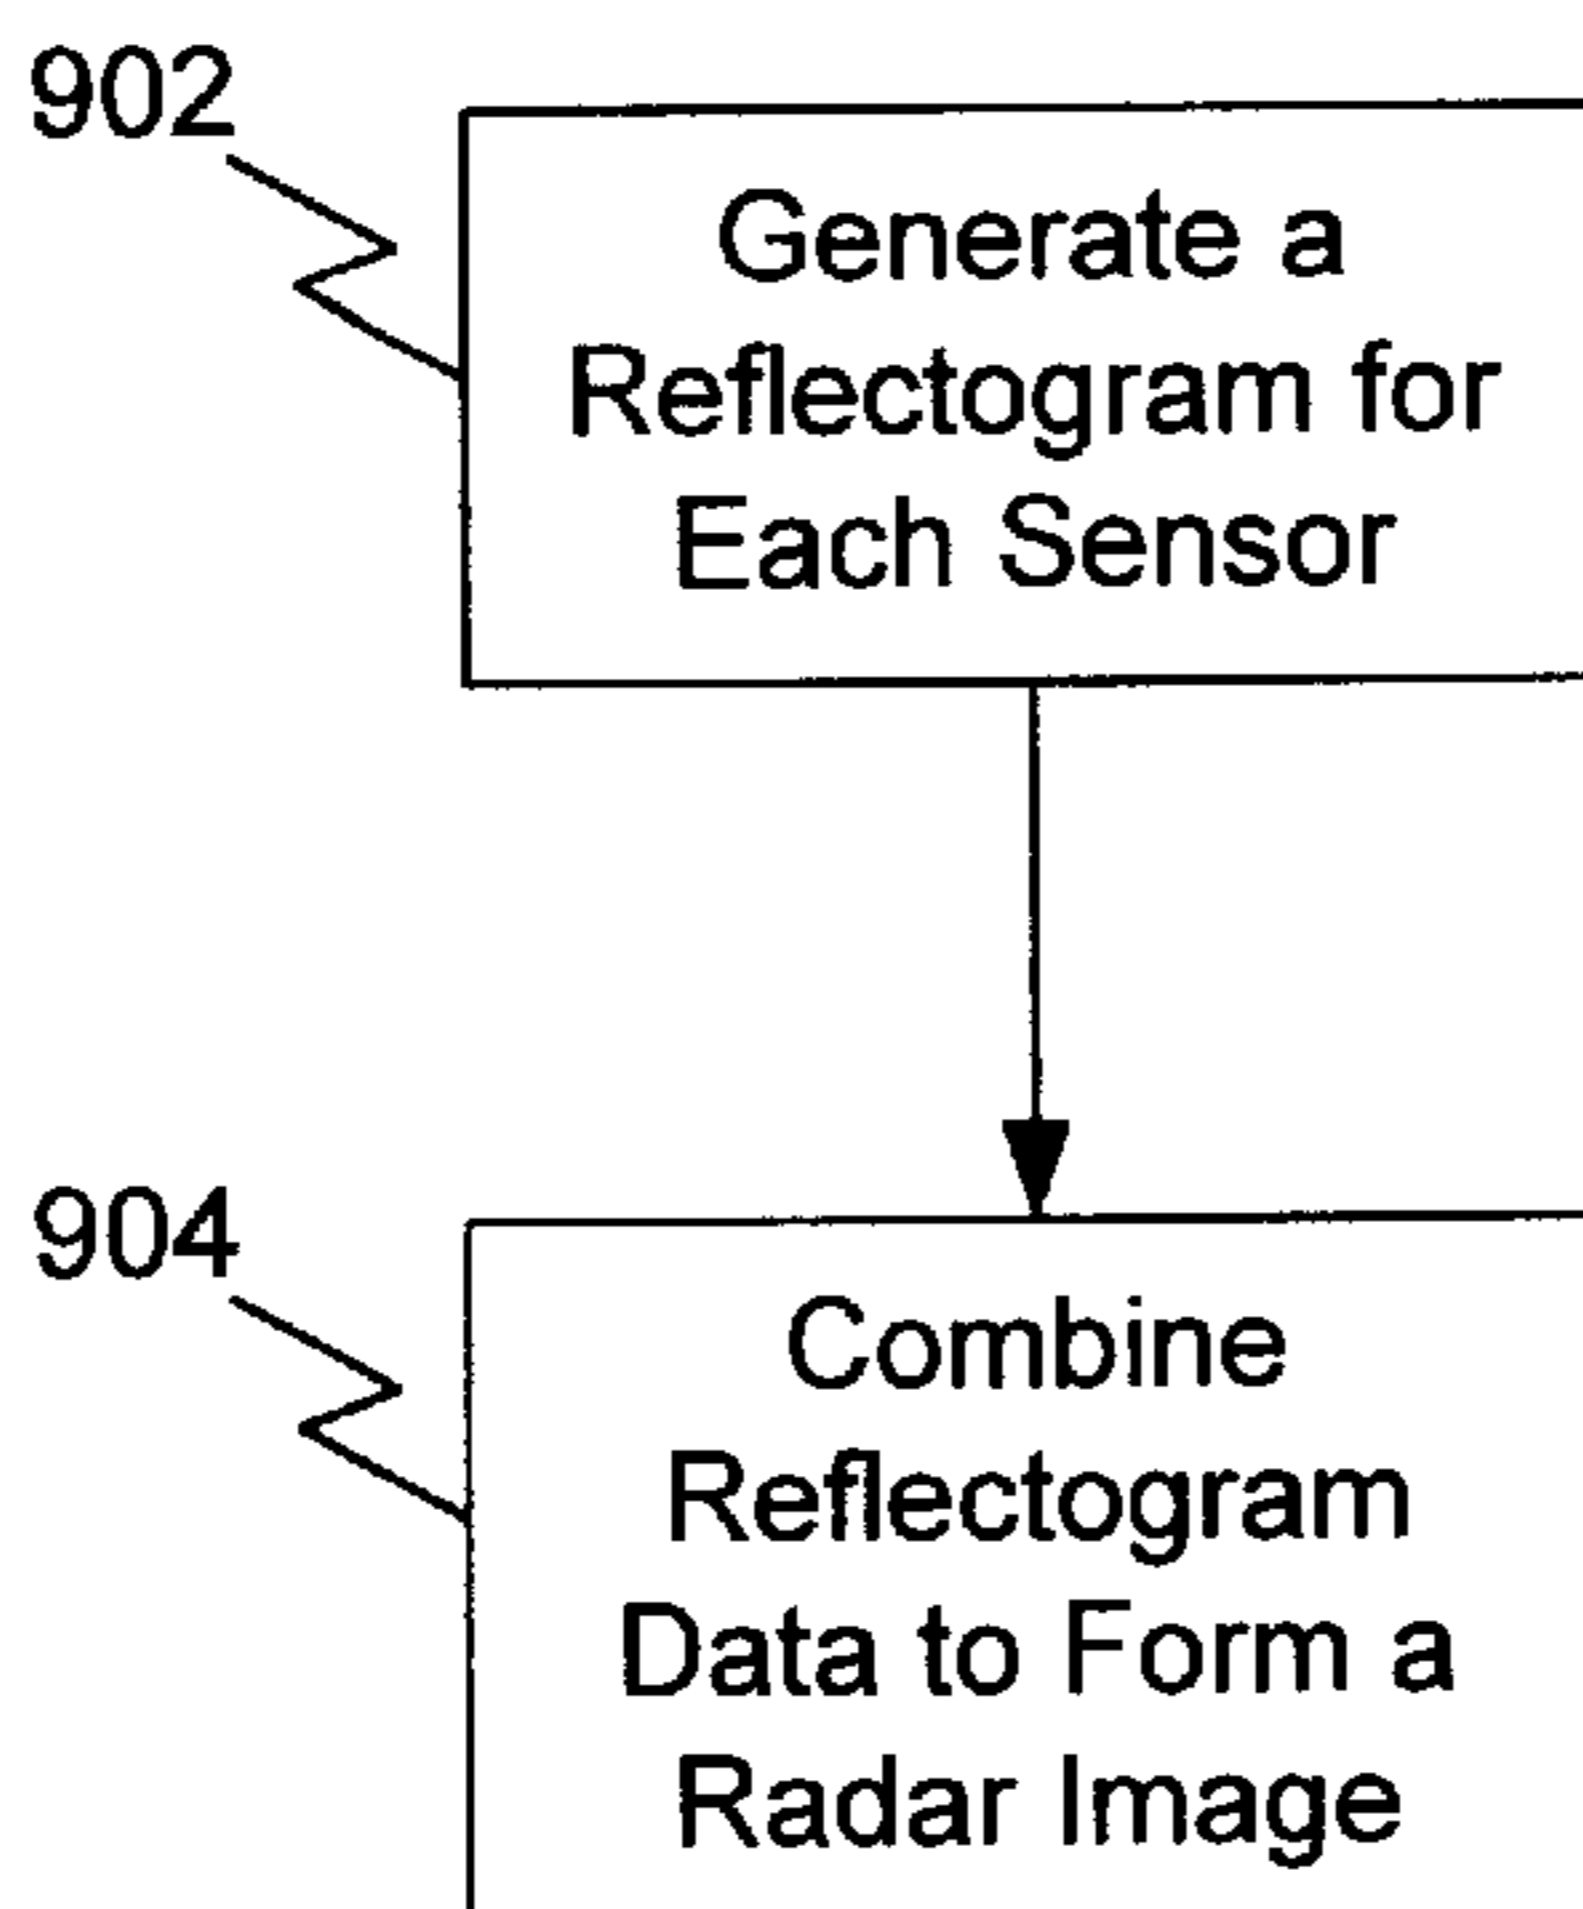 902
Generate a
Reflectogram for
Each Sensor
904
Combine
Reflectogram
Data to Form a
Radar Image